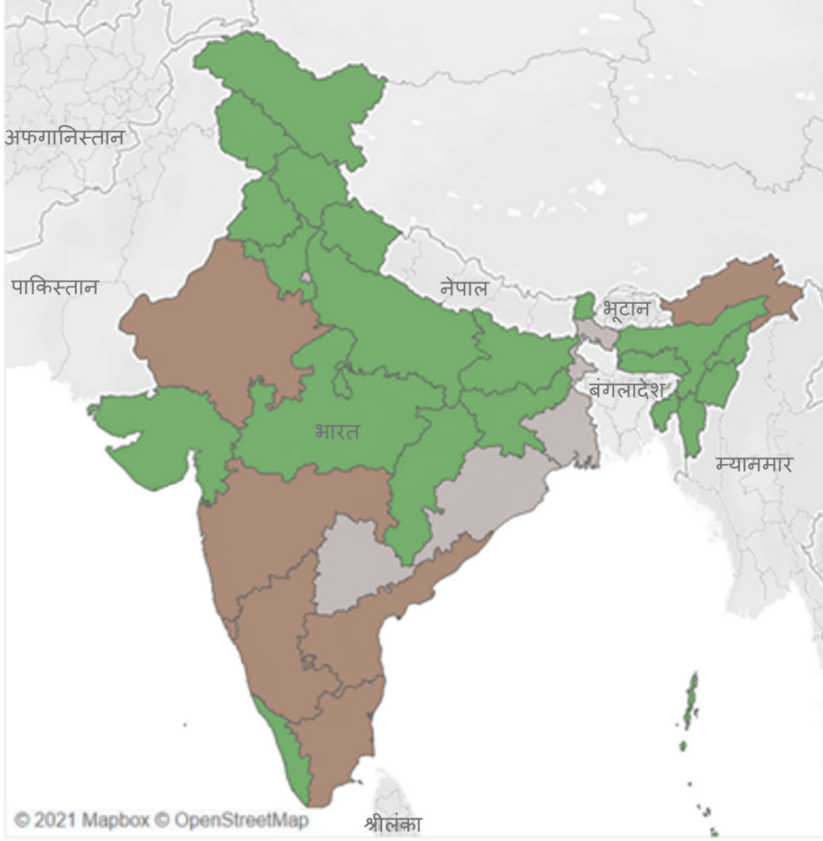 अफगानिस्तान
पाकिस्तान
नेपाल
भूटान
बंगलादेश
भारत
म्यानमार
© 2021 Mapbox © OpenStreetMap
श्रीलंका